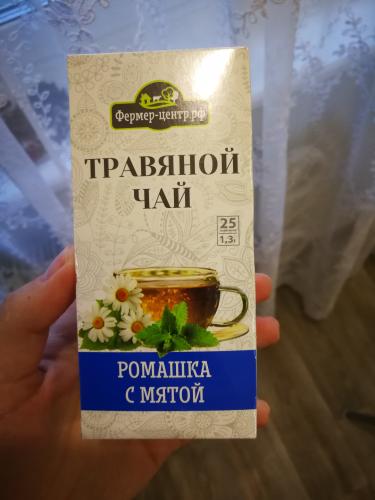 Фермер-центр.рф
ТРАВЯНОЙ
ЧАЙ
25
1,3г
РОМАШКА
С МЯТОЙ